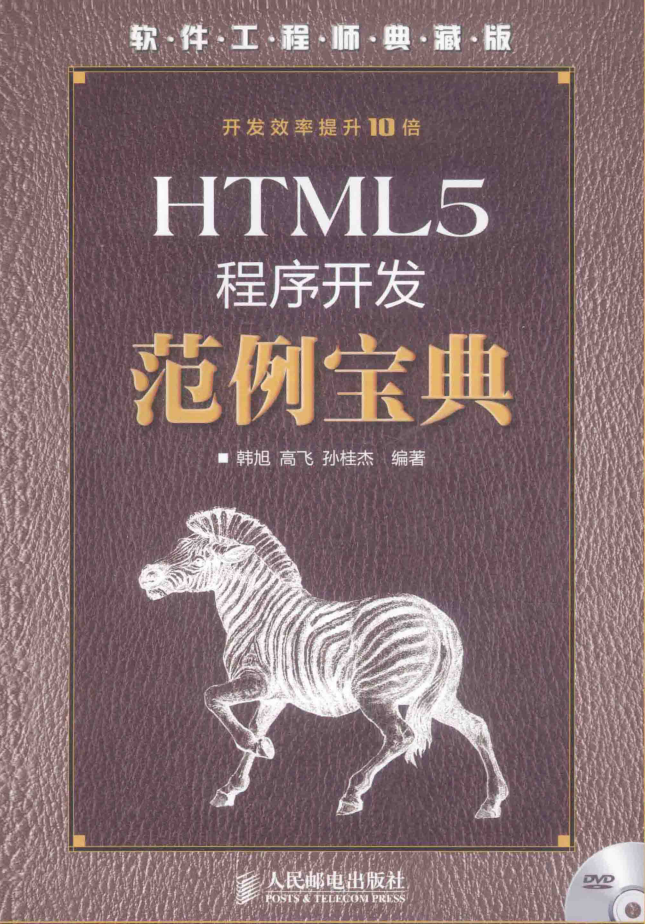 软·件·工·程·师·典·藏·版
开发效率提升10倍
HTML5
程序开发
范例宝典
■ 韩旭 高飞 孙桂杰 编著
人民邮电出版社
POSTS & TELECOM PRESS
DVD